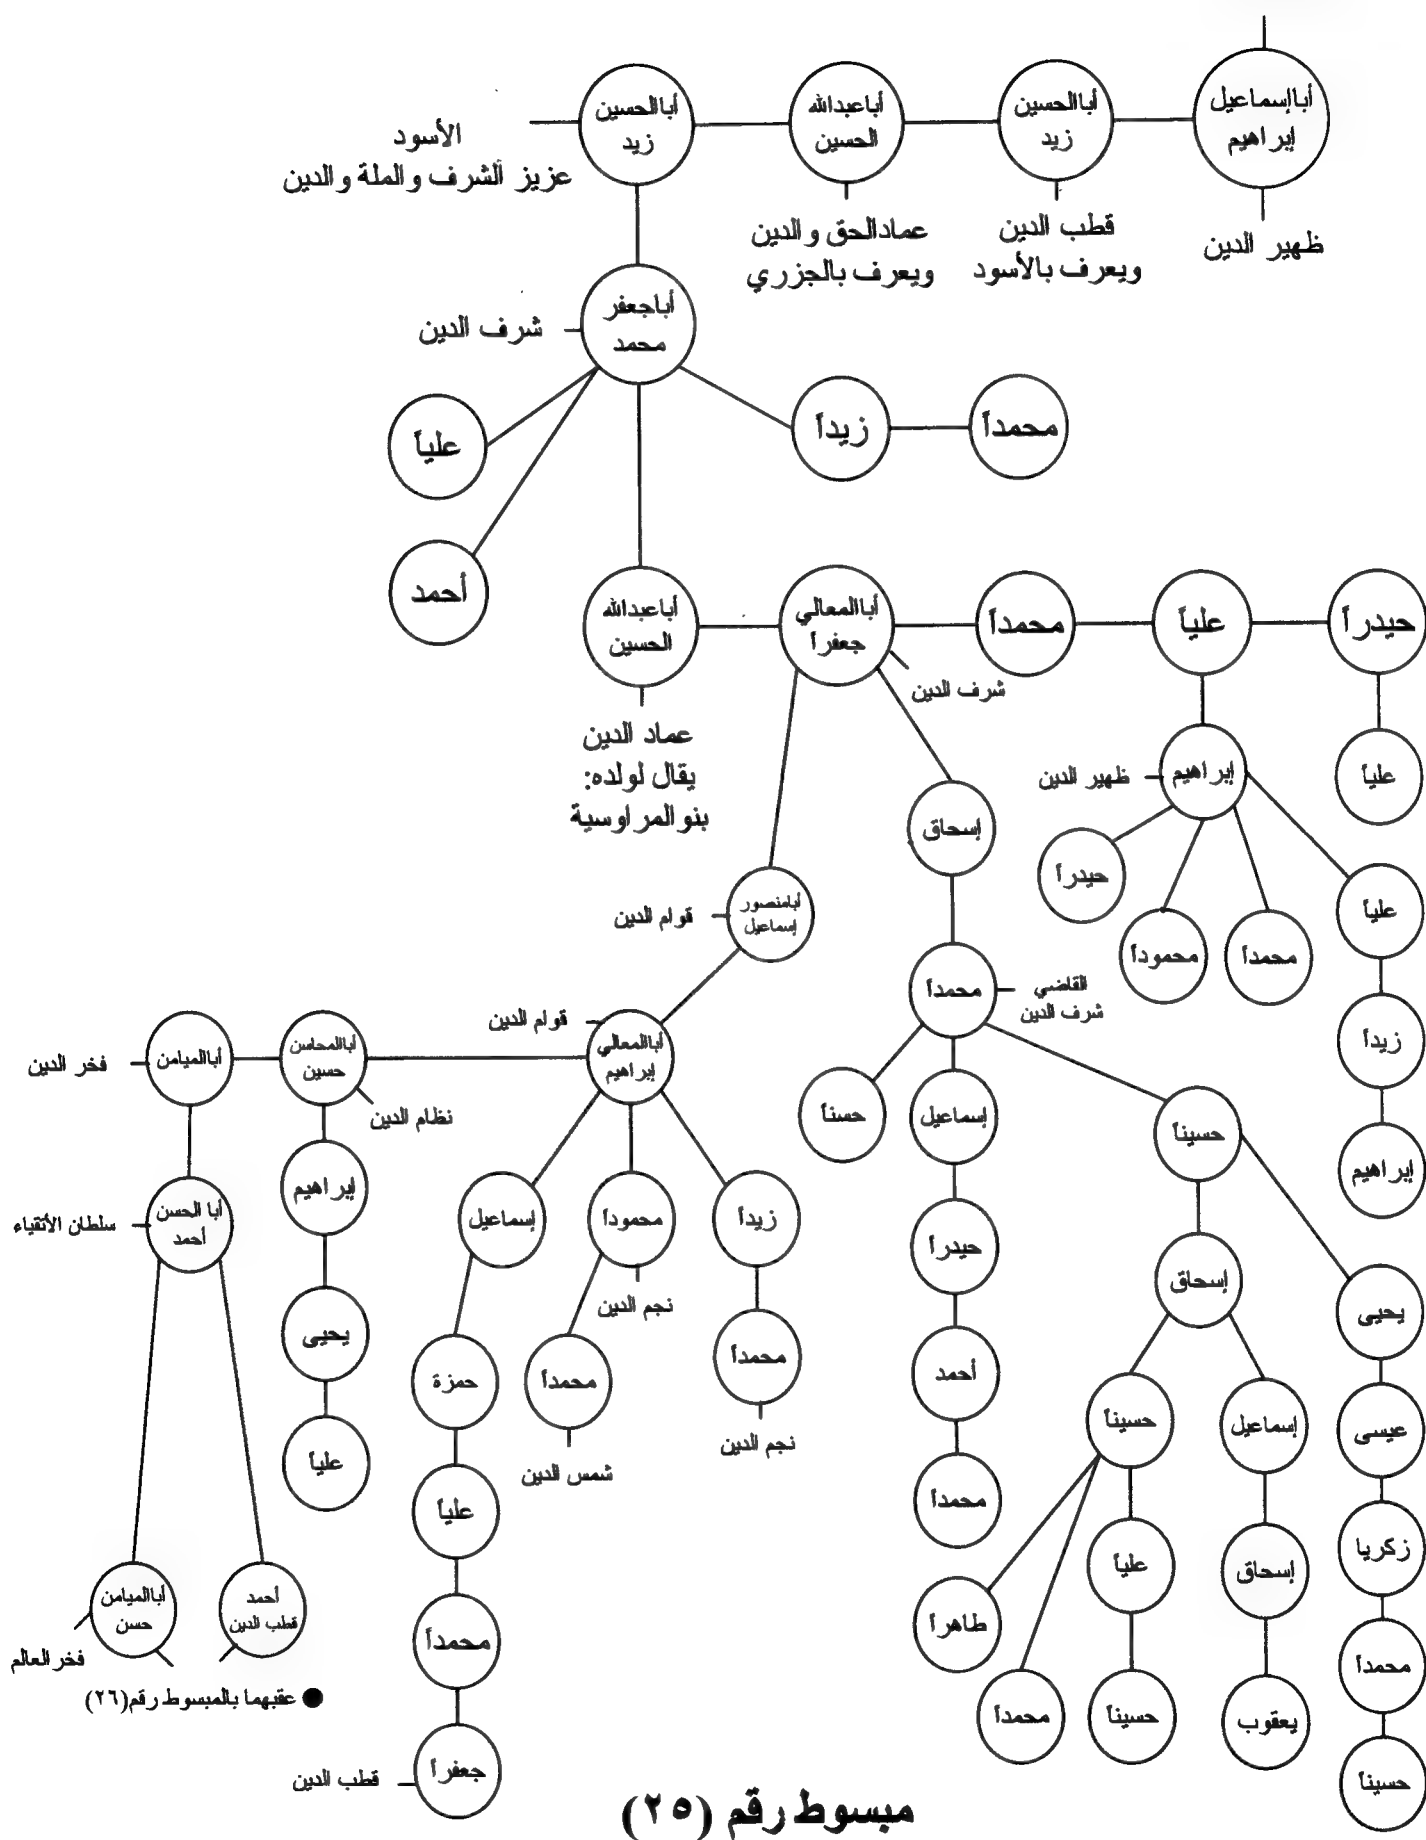 أباإسماعيل
إبراهيم
ظهير الدين
أباالحسين
زيد
قطب الدين
ويعرف بالأسود
أباعبدالله
الحسين
عمادالحق والدين
ويعرف بالجزري
أباالحسين
زيد
الأسود
عزيز الشرف والملة والدين
أباجعفر
محمد
شرف الدين
محمداً
زيداً
علياً
أحمد
حيدراً
علياً
محمداً
أباالمعالي
جعفراً
شرف الدين
أباعبدالله
الحسين
عماد الدين
يقال لولده:
بنوالمراوسية
علياً
إبراهيم
ظهير الدين
إسحاق
حيدراً
علياً
محمداً
محموداً
أبامنصور
إسماعيل
قوام الدين
محمداً
القاضي
شرف الدين
زيداً
إبراهيم
قوام الدين
أباالمعالي
إبراهيم
أباالمحاسن
حسين
نظام الدين
أباالميامن
فخر الدين
حسيناً
إسماعيل
حسناً
زيداً
محموداً
نجم الدين
إسماعيل
إبراهيم
أبا الحسن
أحمد
سلطان الأتقياء
يحيى
إسحاق
حيدراً
يحيى
محمداً
نجم الدين
محمداً
شمس الدين
حمزة
أحمد
عيسى
إسماعيل
حسيناً
علياً
محمداً
علياً
زكريا
إسحاق
علياً
طاهراً
محمداً
أحمد
قطب الدين
أباالميامن
حسن
فخر العالم
عقبهما بالمبسوط رقم(٢٦)
محمداً
يعقوب
حسيناً
محمداً
جعفراً
قطب الدين
حسيناً
مبسوط رقم (٢٥)